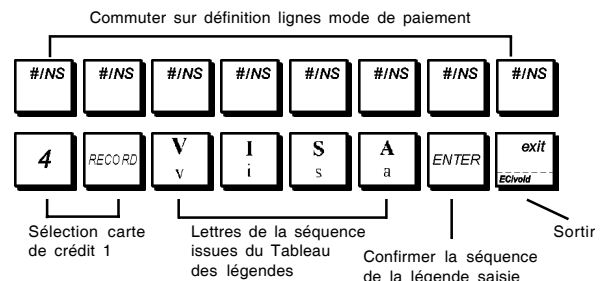 Commuter sur définition lignes mode de paiement
#/NS #/NS #/NS #/NS #/NS #/NS #/NS #/NS
4 RECORD V I S A ENTER exit
v i s a EC/void
Sélection carte
de crédit 1
Lettres de la séquence
issues du Tableau
des légendes
Confirmer la séquence
de la légende saisie
Sortir